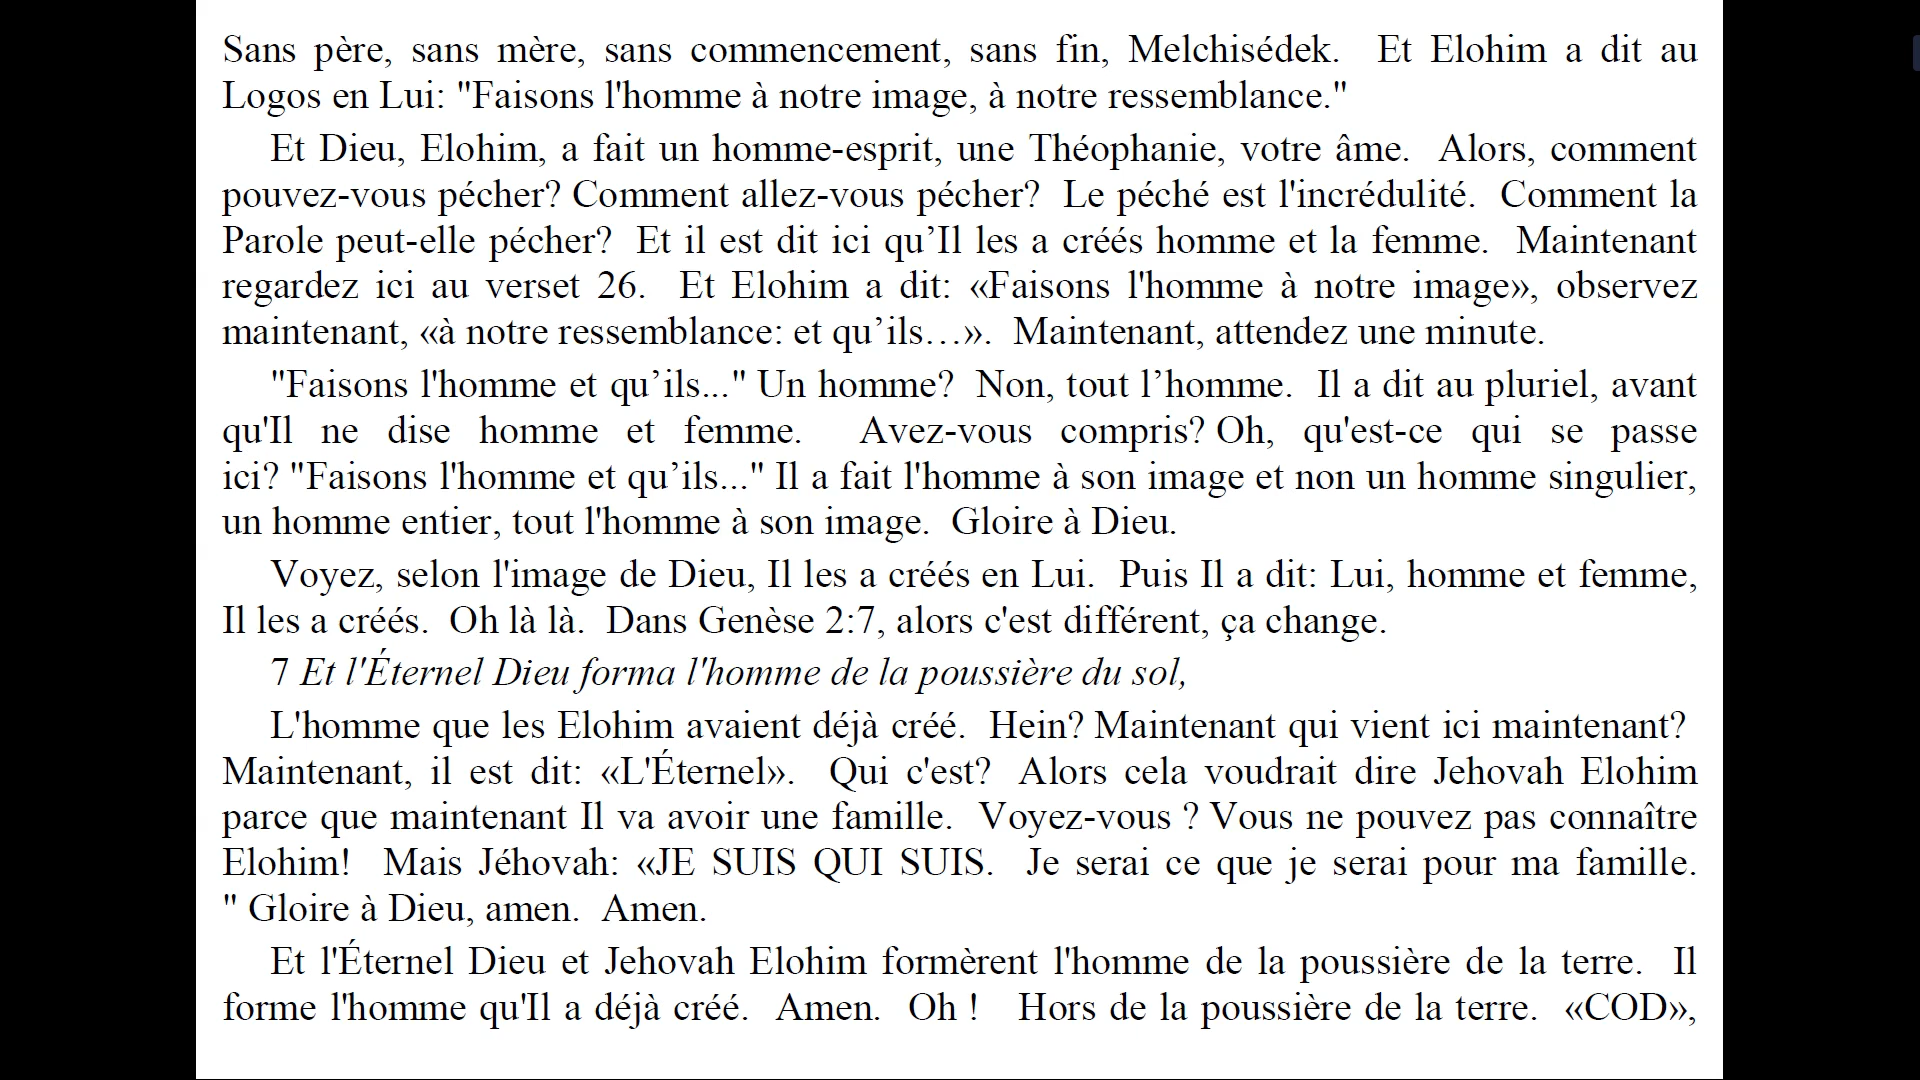 Sans père, sans mère, sans commencement, sans fin, Melchisédek.  Et Elohim a dit au
Logos en Lui: "Faisons l'homme à notre image, à notre ressemblance."
Et Dieu, Elohim, a fait un homme-esprit, une Théophanie, votre âme.  Alors, comment
pouvez-vous pécher? Comment allez-vous pécher?  Le péché est l'incrédulité.  Comment la
Parole peut-elle pécher?  Et il est dit ici qu’Il les a créés homme et la femme.  Maintenant
regardez ici au verset 26.  Et Elohim a dit: «Faisons l'homme à notre image», observez
maintenant, «à notre ressemblance: et qu’ils…».  Maintenant, attendez une minute.
"Faisons l'homme et qu’ils..." Un homme?  Non, tout l’homme.  Il a dit au pluriel, avant
qu'Il ne dise homme et femme.  Avez-vous compris? Oh, qu'est-ce qui se passe
ici? "Faisons l'homme et qu’ils..." Il a fait l'homme à son image et non un homme singulier,
un homme entier, tout l'homme à son image.  Gloire à Dieu.
Voyez, selon l'image de Dieu, Il les a créés en Lui.  Puis Il a dit: Lui, homme et femme,
Il les a créés.  Oh là là.  Dans Genèse 2:7, alors c'est différent, ça change.
7 Et l'Éternel Dieu forma l'homme de la poussière du sol,
L'homme que les Elohim avaient déjà créé.  Hein? Maintenant qui vient ici maintenant?
Maintenant, il est dit: «L'Éternel».  Qui c'est?  Alors cela voudrait dire Jehovah Elohim
parce que maintenant Il va avoir une famille.  Voyez-vous ? Vous ne pouvez pas connaître
Elohim!  Mais Jéhovah: «JE SUIS QUI SUIS.  Je serai ce que je serai pour ma famille.
" Gloire à Dieu, amen.  Amen.
Et l'Éternel Dieu et Jehovah Elohim formèrent l'homme de la poussière de la terre.  Il
forme l'homme qu'Il a déjà créé.  Amen.  Oh !  Hors de la poussière de la terre.  «COD»,